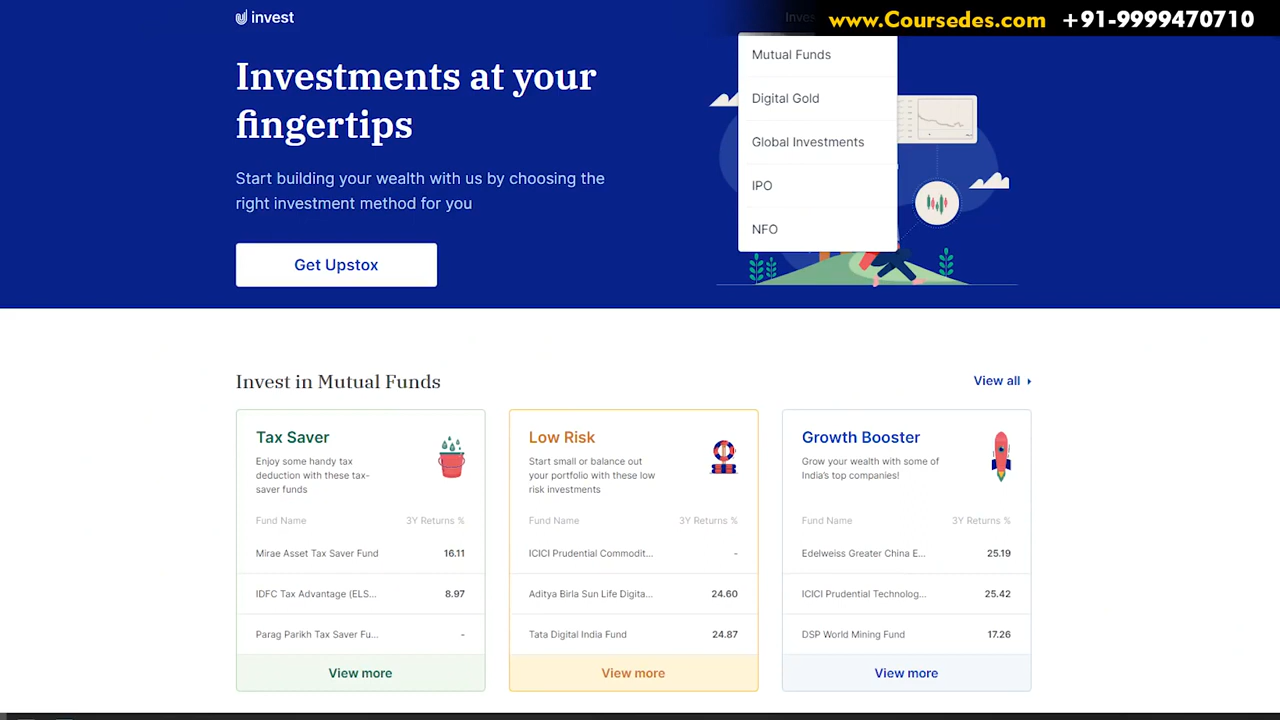 invest
Inves
www.Coursedes.com +91-9999470710
Mutual Funds
Digital Gold
Global Investments
IPO
NFO
Investments at your
fingertips
Start building your wealth with us by choosing the
right investment method for you
Get Upstox
Invest in Mutual Funds
View all
Tax Saver
Enjoy some handy tax
deduction with these tax-
saver funds
Fund Name 3Y Returns %
Mirae Asset Tax Saver Fund 16.11
IDFC Tax Advantage (ELS... 8.97
Parag Parikh Tax Saver Fu... -
View more
Low Risk
Start small or balance out
your portfolio with these low
risk investments
Fund Name 3Y Returns %
ICICI Prudential Commodit... -
Aditya Birla Sun Life Digita... 24.60
Tata Digital India Fund 24.87
View more
Growth Booster
Grow your wealth with some of
India's top companies!
Fund Name 3Y Returns %
Edelweiss Greater China E... 25.19
ICICI Prudential Technolog... 25.42
DSP World Mining Fund 17.26
View more